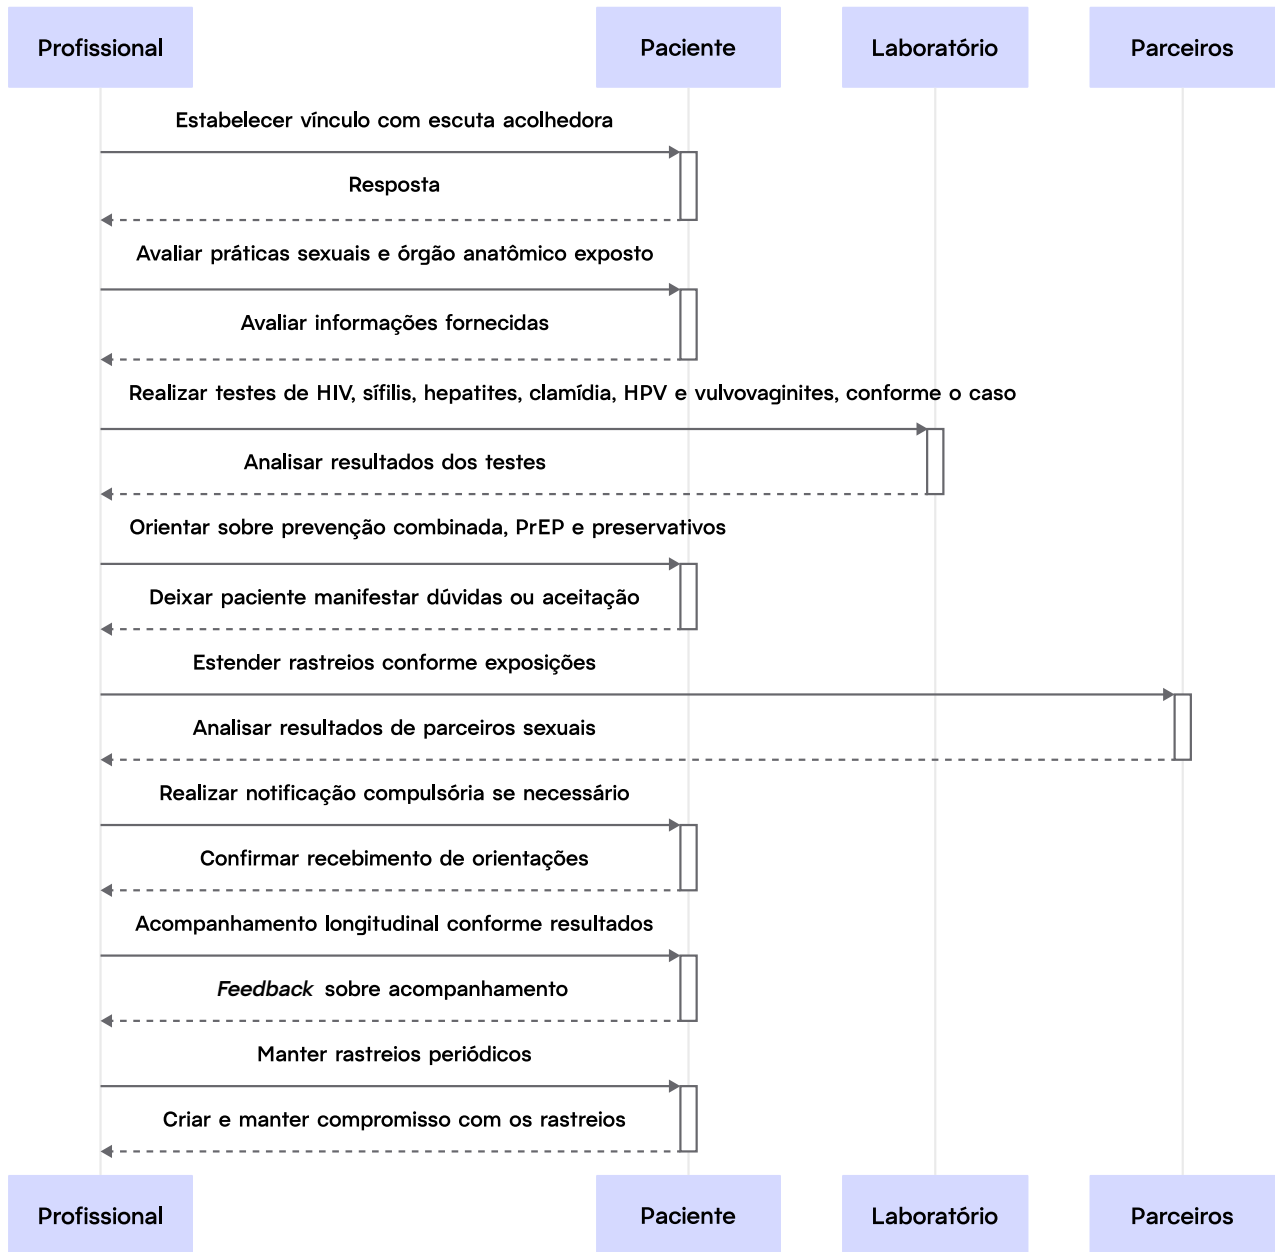 Profissional
Paciente
Laboratório
Parceiros
Estabelecer vínculo com escuta acolhedora
Resposta
Avaliar práticas sexuais e órgão anatômico exposto
Avaliar informações fornecidas
Realizar testes de HIV, sífilis, hepatites, clamídia, HPV e vulvovaginites, conforme o caso
Analisar resultados dos testes
Orientar sobre prevenção combinada, PrEP e preservativos
Deixar paciente manifestar dúvidas ou aceitação
Estender rastreios conforme exposições
Analisar resultados de parceiros sexuais
Realizar notificação compulsória se necessário
Confirmar recebimento de orientações
Acompanhamento longitudinal conforme resultados
Feedback sobre acompanhamento
Manter rastreios periódicos
Criar e manter compromisso com os rastreios
Profissional
Paciente
Laboratório
Parceiros